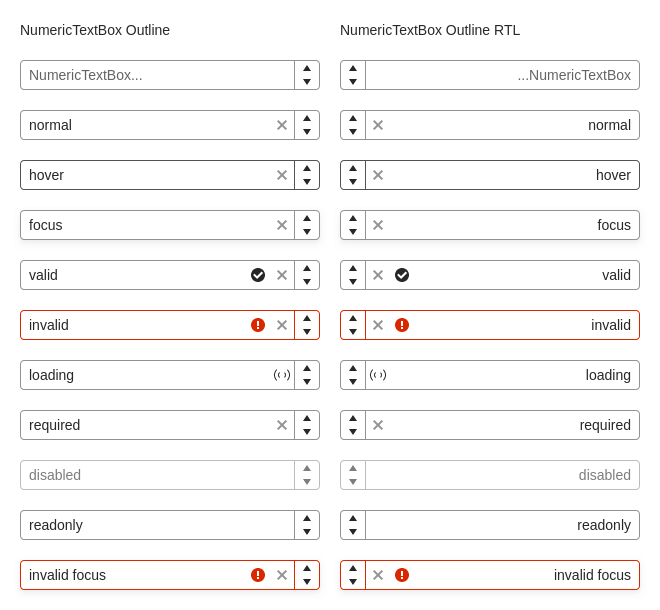 NumericTextBox Outline
NumericTextBox Outline RTL
NumericTextBox...
...NumericTextBox
normal
normal
hover
hover
focus
focus
valid
valid
invalid
invalid
loading
loading
required
required
disabled
disabled
readonly
readonly
invalid focus
invalid focus